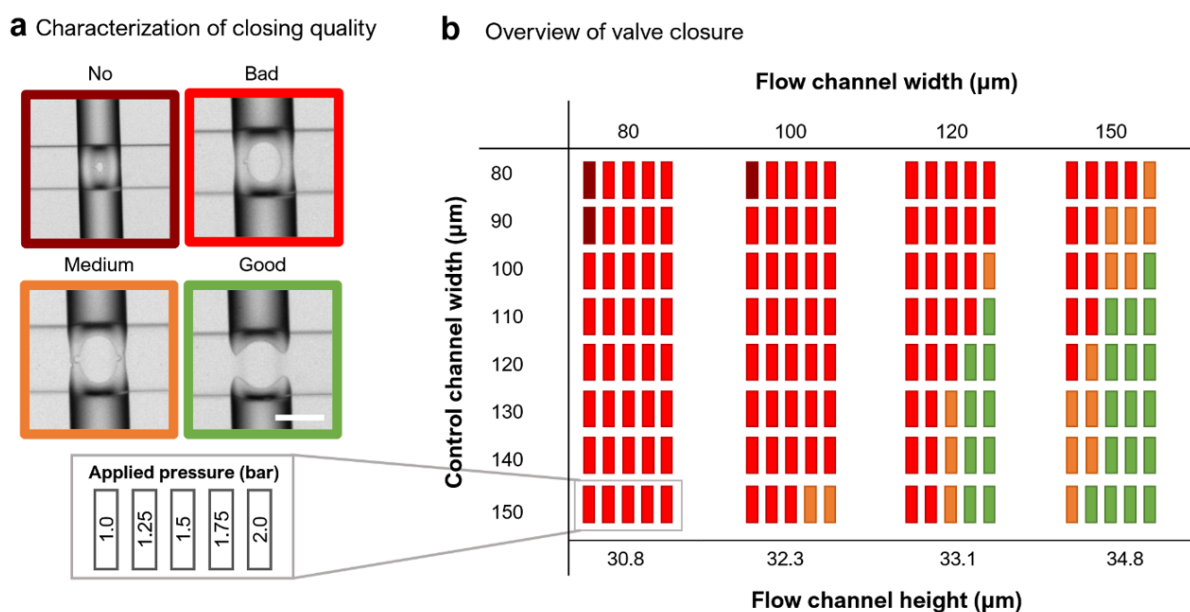 a Characterization of closing quality
No
Bad
Medium
Good
Applied pressure (bar)
1.0
1.25
1.5
1.75
2.0
b Overview of valve closure
Flow channel width (µm)
80
100
120
150
Control channel width (µm)
80
90
100
110
120
130
140
150
30.8
32.3
33.1
34.8
Flow channel height (µm)